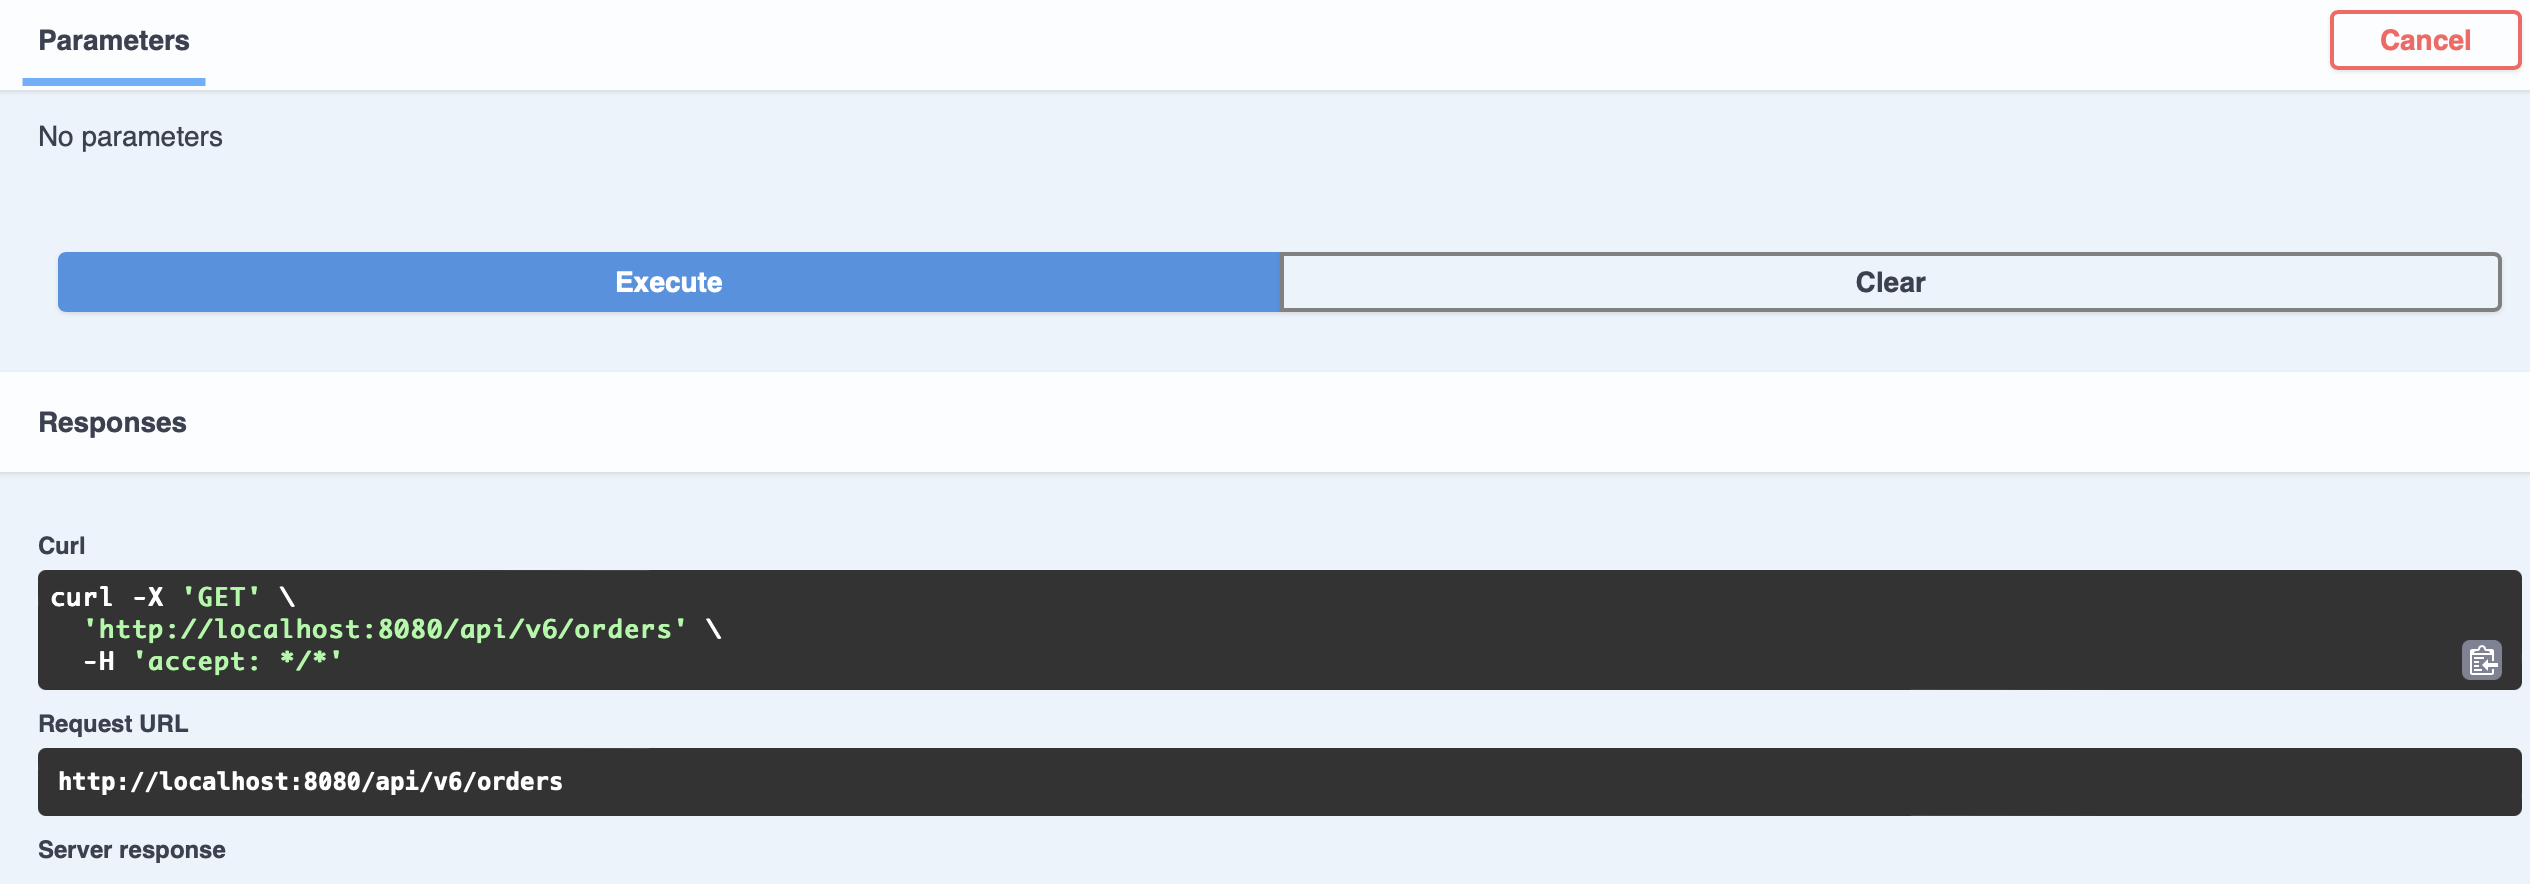 Parameters
Cancel
No parameters
Execute
Clear
Responses
Curl
curl -X 'GET' \
  'http://localhost:8080/api/v6/orders' \
  -H 'accept: */*'
Request URL
http://localhost:8080/api/v6/orders
Server response